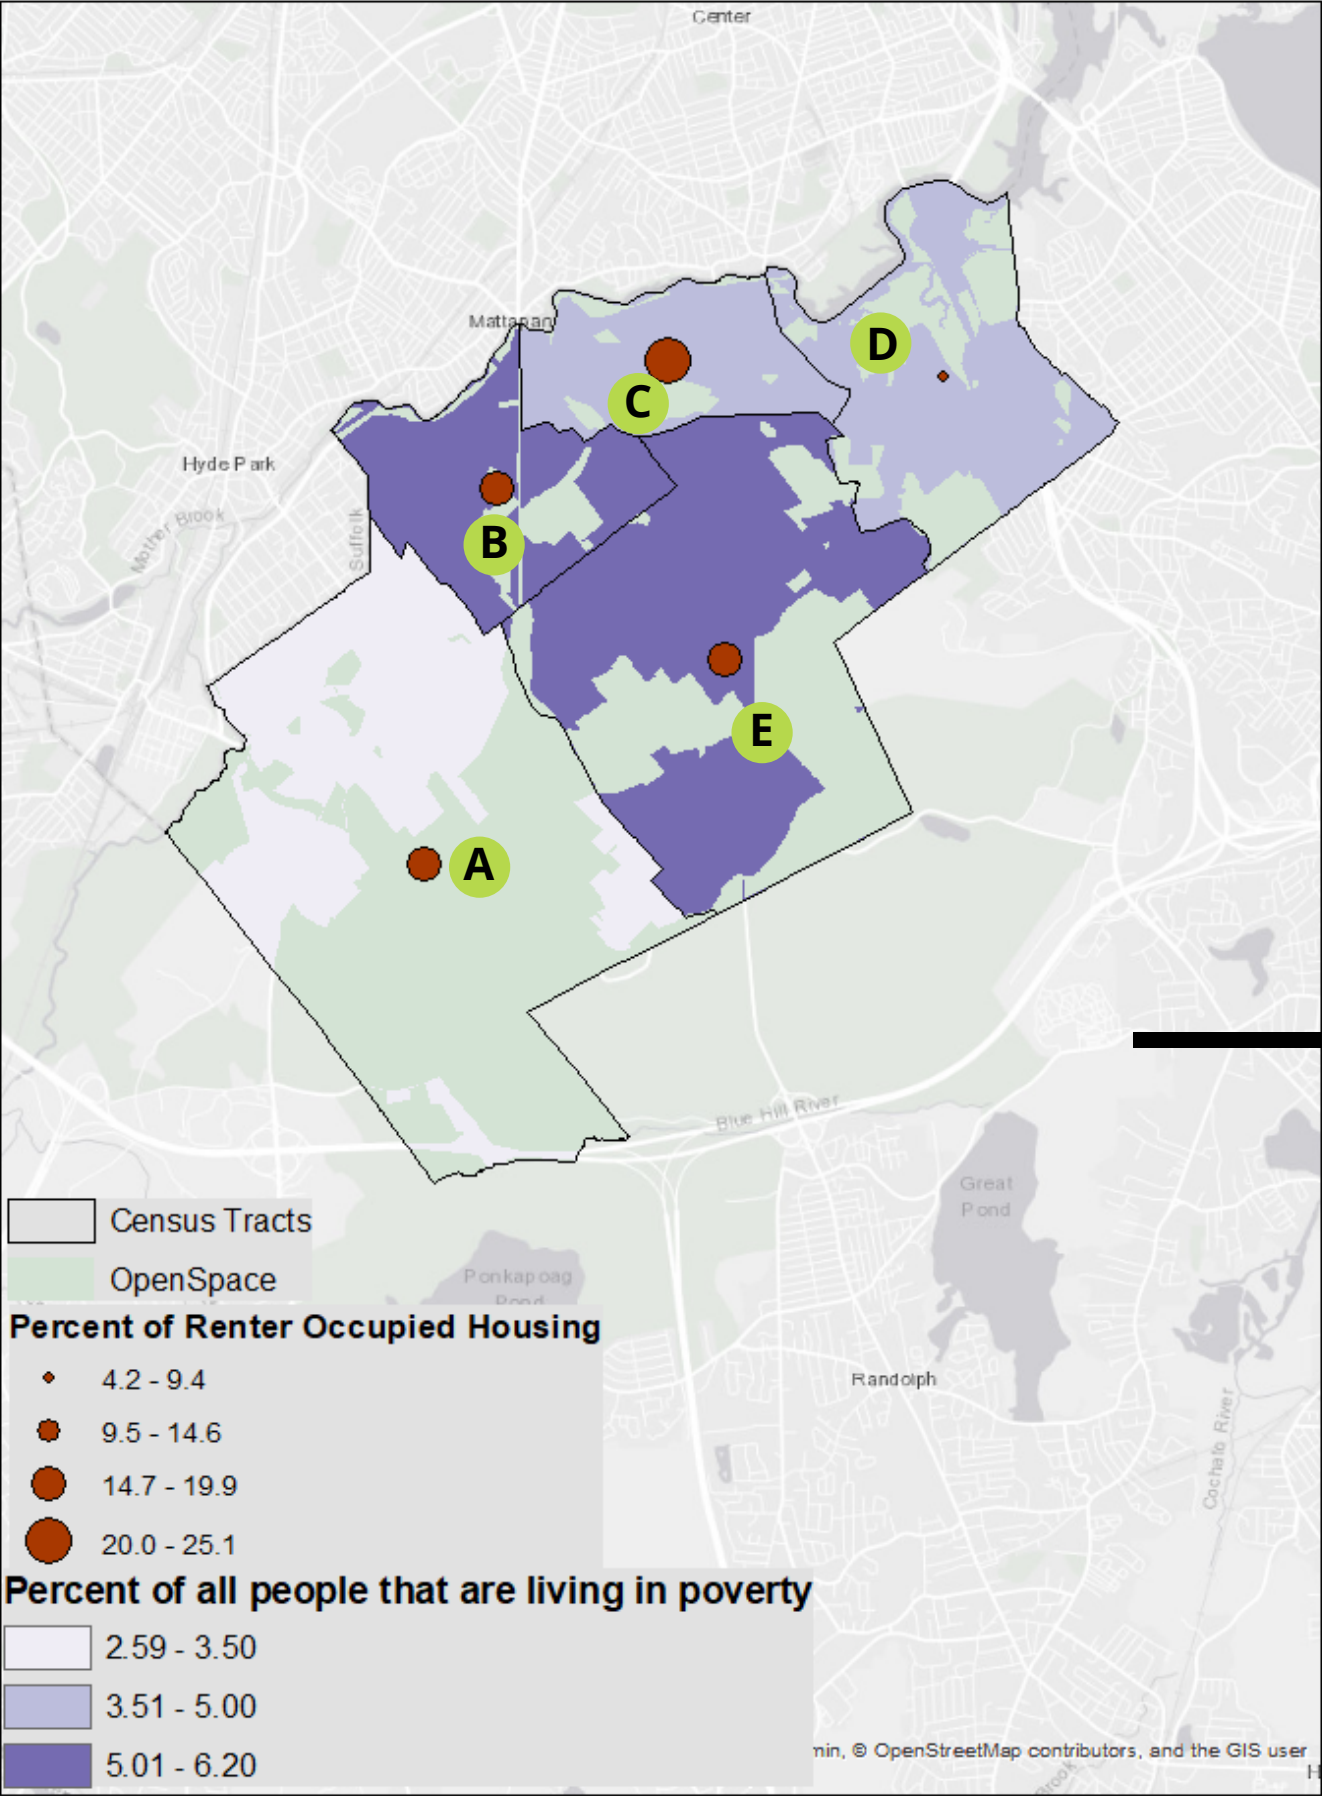 Center
Mattapan
D
C
Hyde Park
Mother Brook
Suffolk
B
E
A
Blue Hill River
Great
Pond
Census Tracts
OpenSpace
Ponkapoag
Pond
Percent of Renter Occupied Housing
4.2 - 9.4
9.5 - 14.6
14.7 - 19.9
20.0 - 25.1
Randolph
Cochato River
Percent of all people that are living in poverty
2.59 - 3.50
3.51 - 5.00
5.01 - 6.20
min, © OpenStreetMap contributors, and the GIS user
Brook
H